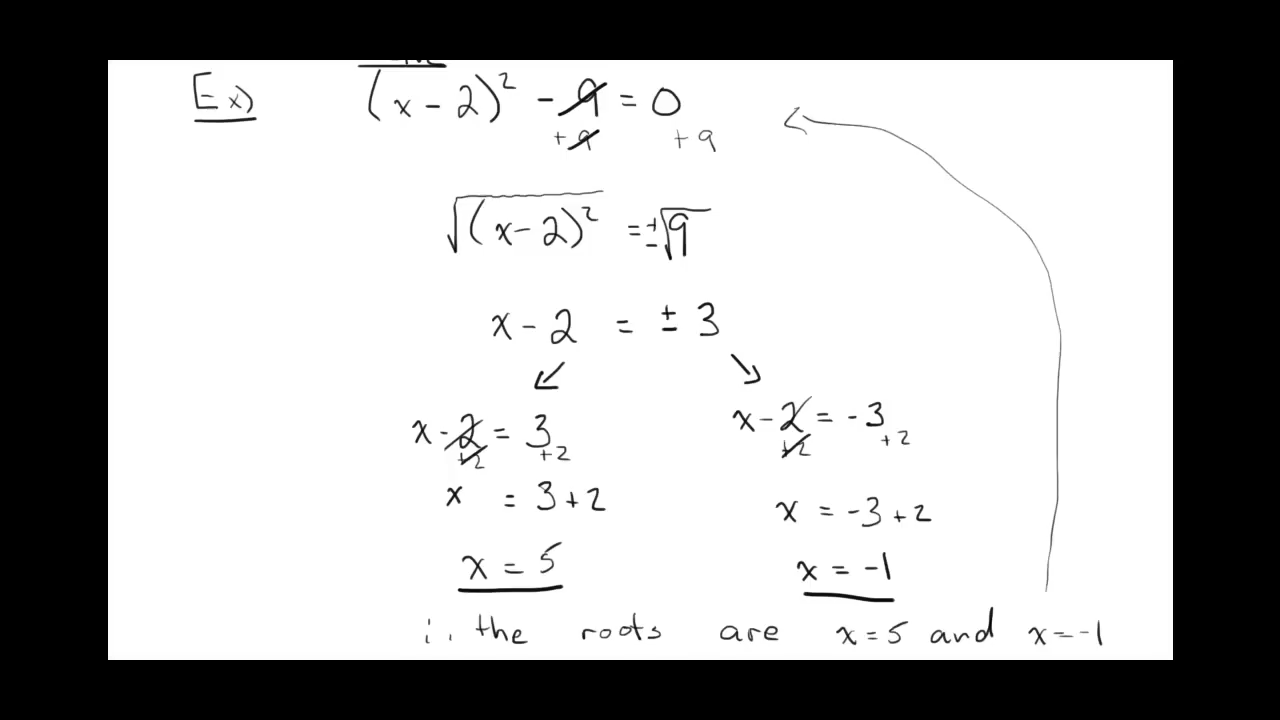 Ex) (x - 2)² - 9 = 0
+ 9 + 9
√(x - 2)² = ± √9
x - 2 = ± 3
↙ ↘
x - 2 = 3 x - 2 = - 3
+2 +2 +2 +2
x = 3 + 2 x = -3 + 2
x = 5 x = -1
∴ the roots are x = 5 and x = -1